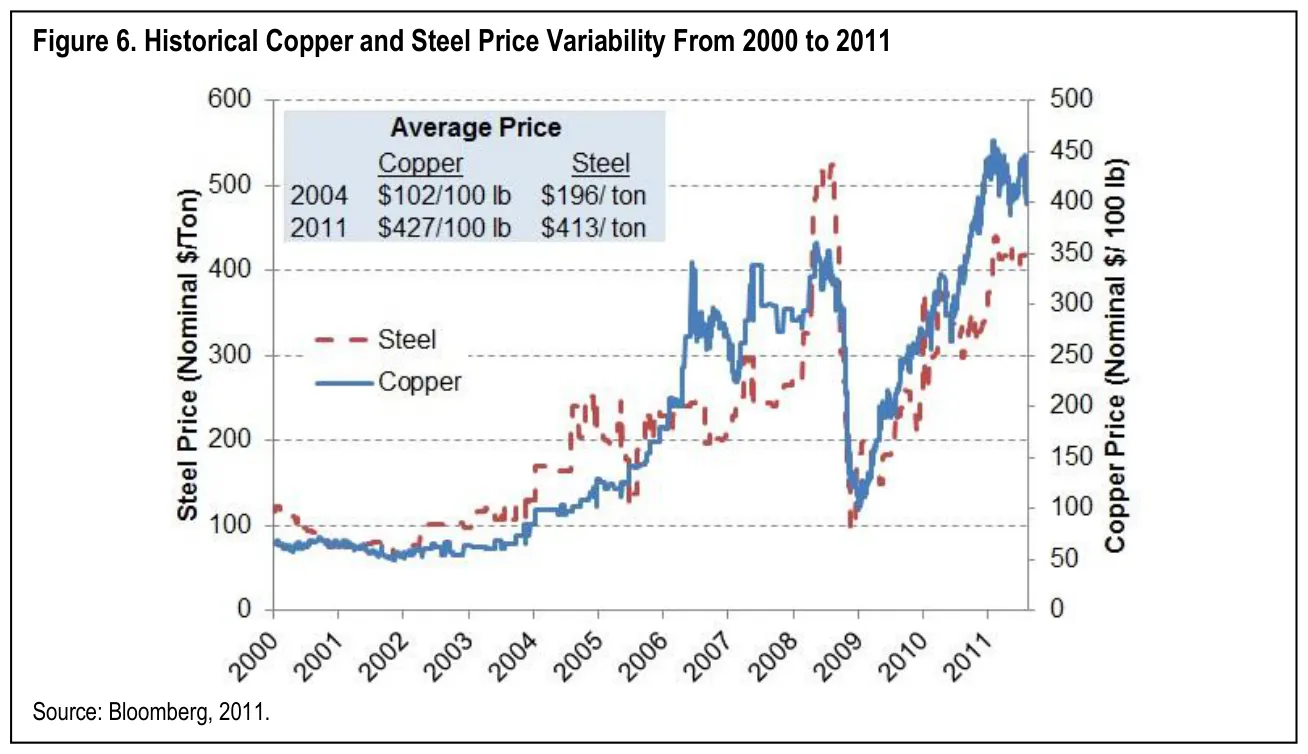 Figure 6. Historical Copper and Steel Price Variability From 2000 to 2011
600
500
400
300
200
100
0
Steel Price (Nominal $/Ton)
Average Price
Copper Steel
2004 $102/100 lb $196/ ton
2011 $427/100 lb $413/ ton
Steel
Copper
500
450
400
350
300
250
200
150
100
50
0
Copper Price (Nominal $/ 100 lb)
2000 2001 2002 2003 2004 2005 2006 2007 2008 2009 2010 2011
Source: Bloomberg, 2011.